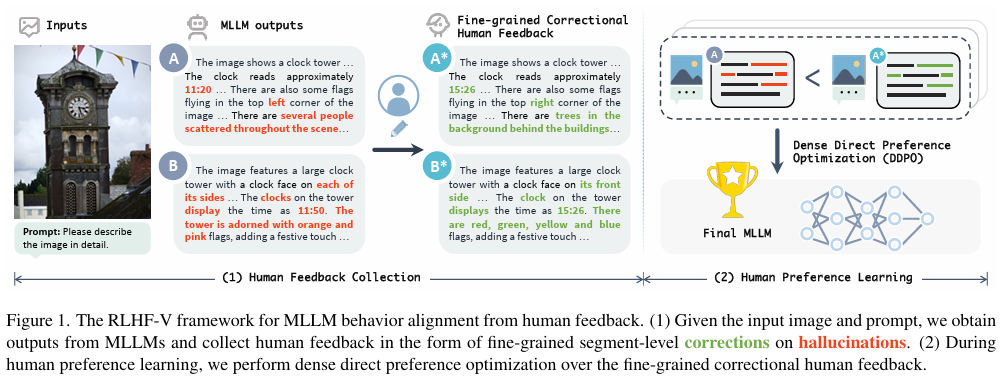 Inputs
MLLM outputs
Fine-grained Correctional
Human Feedback
A
The image shows a clock tower ...
The clock reads approximately
11:20 ... There are also some flags
flying in the top left corner of the
image ... There are several people
scattered throughout the scene...
A*
The image shows a clock tower ...
The clock reads approximately
15:26 ... There are also some flags
flying in the top right corner of the
image ... There are trees in the
background behind the buildings...
B
The image features a large clock
tower with a clock face on each of
its sides ... The clocks on the tower
display the time as 11:50. The
tower is adorned with orange and
pink flags, adding a festive touch ...
B*
The image features a large clock
tower with a clock face on its front
side ... The clock on the tower
displays the time as 15:26. There
are red, green, yellow and blue
flags, adding a festive touch ...
Prompt: Please describe
the image in detail.
A
<
A*
Dense Direct Preference
Optimization (DDPO)
Final MLLM
(1) Human Feedback Collection
(2) Human Preference Learning
Figure 1. The RLHF-V framework for MLLM behavior alignment from human feedback. (1) Given the input image and prompt, we obtain
outputs from MLLMs and collect human feedback in the form of fine-grained segment-level corrections on hallucinations. (2) During
human preference learning, we perform dense direct preference optimization over the fine-grained correctional human feedback.